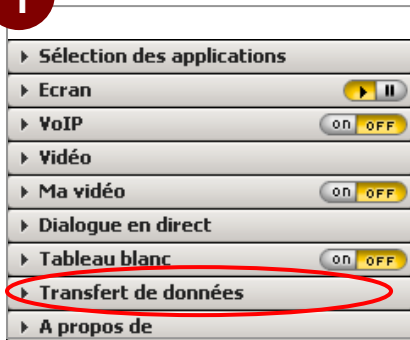 1
Sélection des applications
Ecran
VoIP on OFF
Vidéo
Ma vidéo on OFF
Dialogue en direct
Tableau blanc on OFF
Transfert de données
A propos de